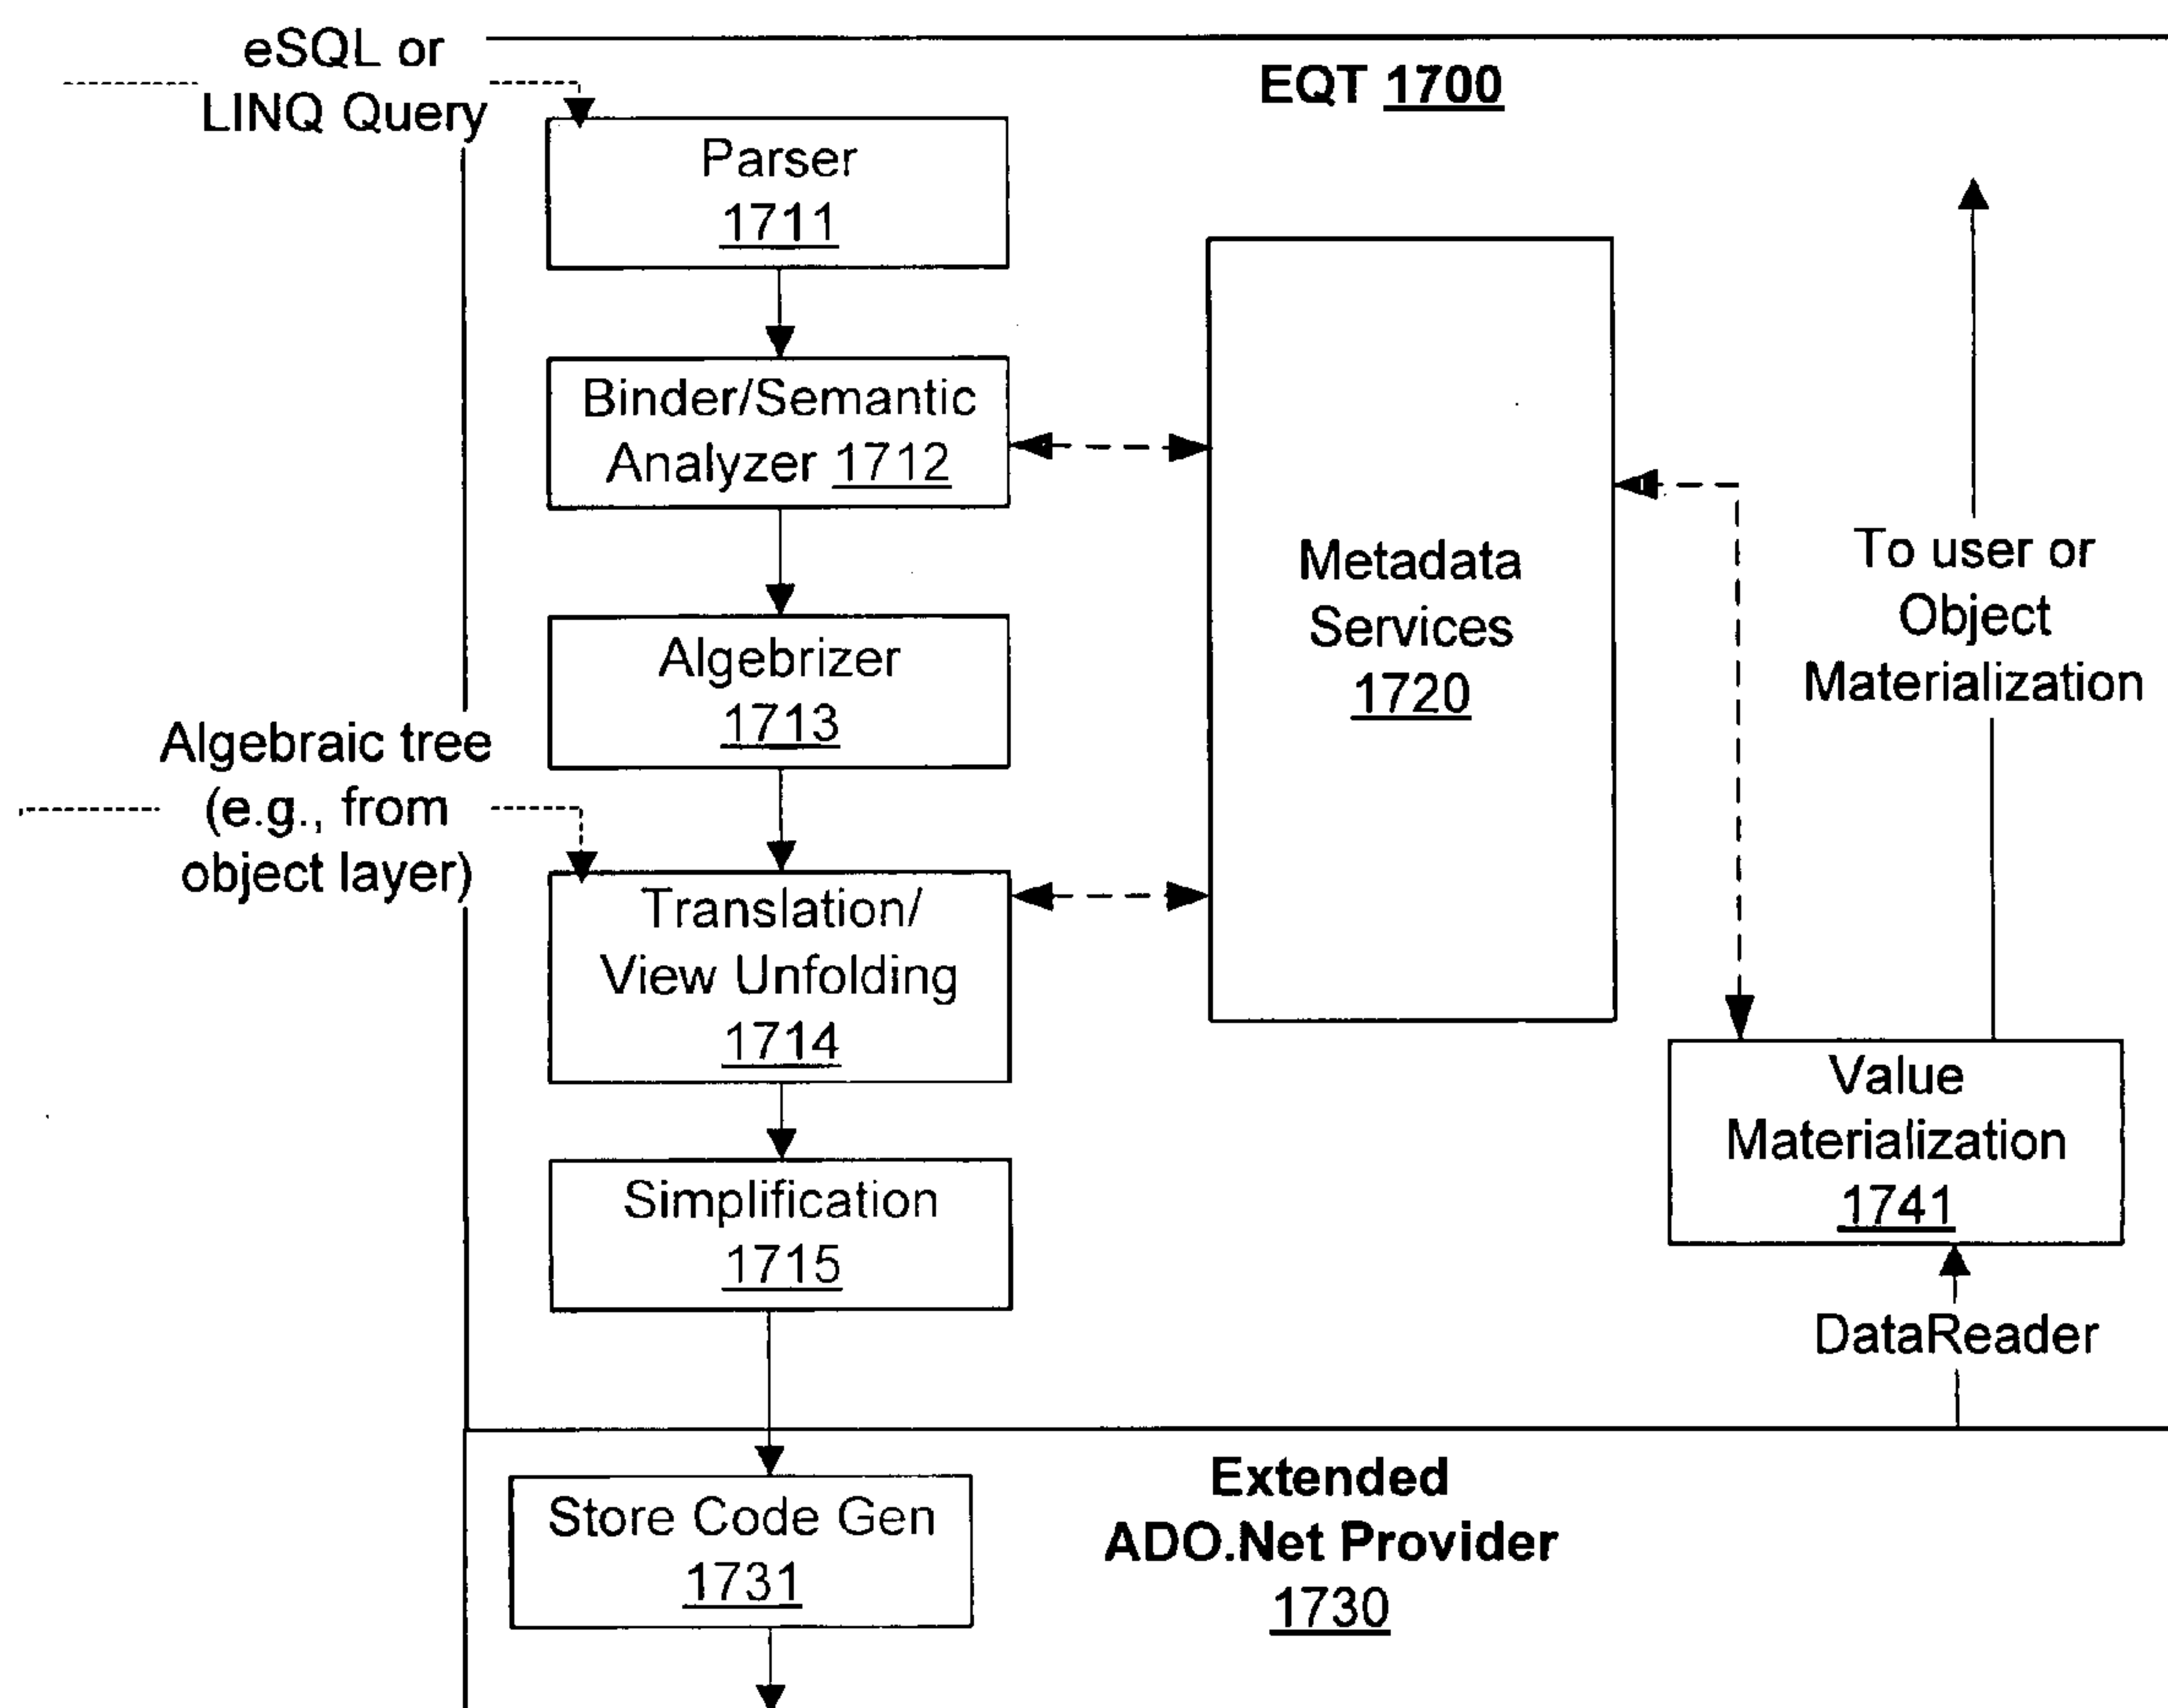 eSQL or
LINQ Query
EQT 1700
Parser
1711
Binder/Semantic
Analyzer 1712
Algebrizer
1713
Metadata
Services
1720
To user or
Object
Materialization
Algebraic tree
(e.g., from
object layer)
Translation/
View Unfolding
1714
Value
Materialization
1741
Simplification
1715
DataReader
Store Code Gen
1731
Extended
ADO.Net Provider
1730